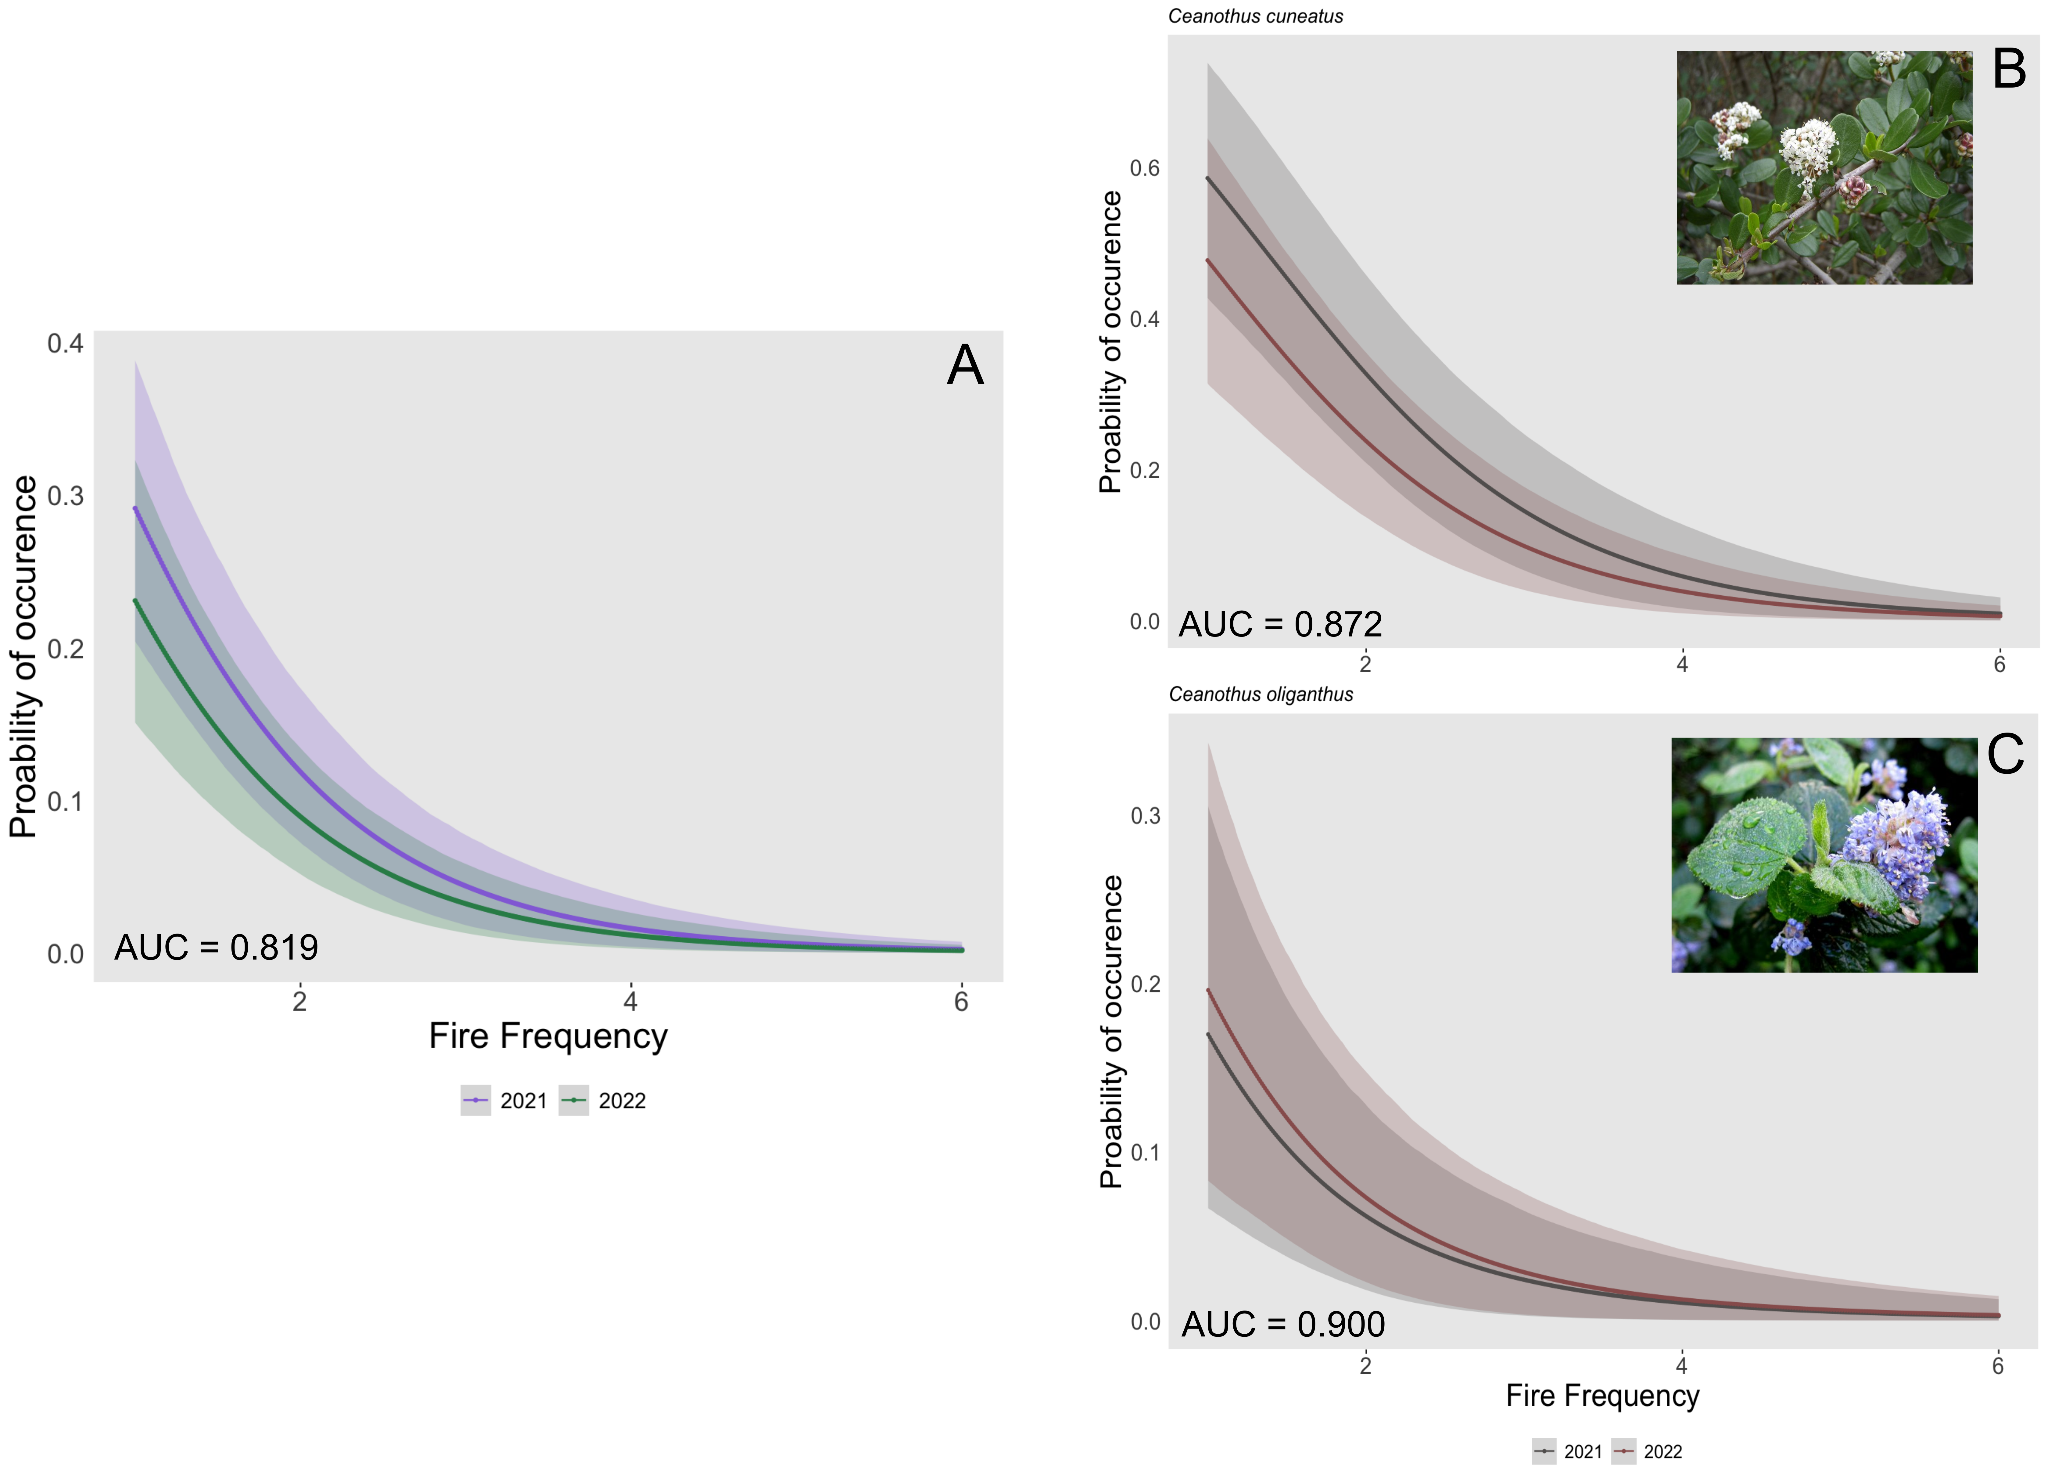 A
Proability of occurence
0.4
0.3
0.2
0.1
0.0
AUC = 0.819
2 4 6
Fire Frequency
2021 2022
Ceanothus cuneatus
B
Proability of occurence
0.6
0.4
0.2
0.0
AUC = 0.872
2 4 6
Ceanothus oliganthus
C
Proability of occurence
0.3
0.2
0.1
0.0
AUC = 0.900
2 4 6
Fire Frequency
2021 2022